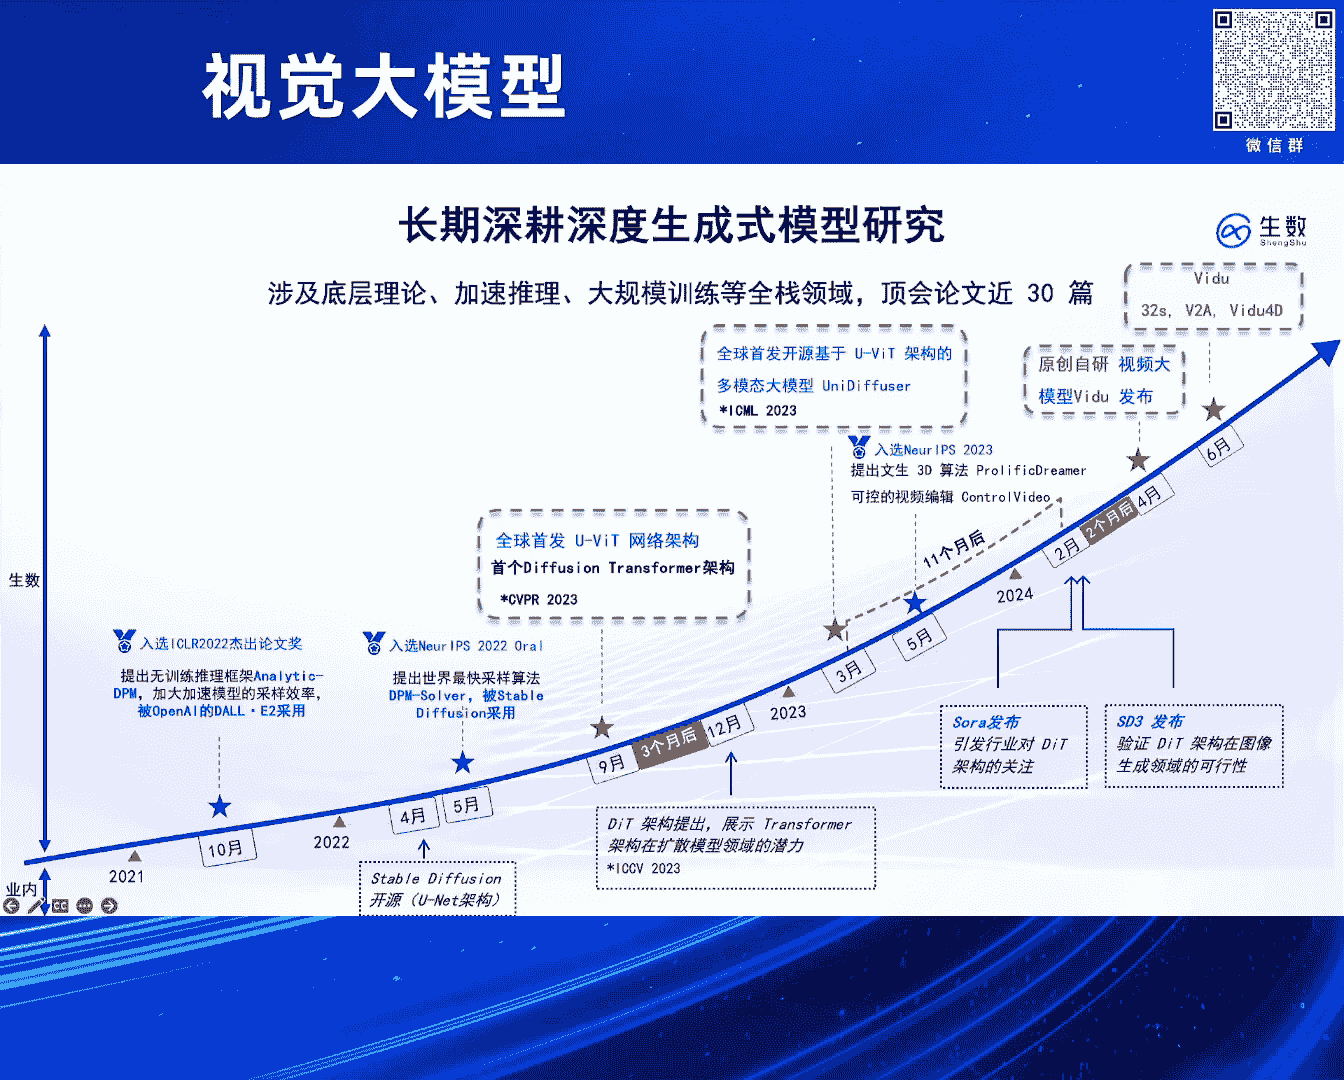 视觉大模型
微信群
长期深耕深度生成式模型研究
生数
ShengShu
涉及底层理论、加速推理、大规模训练等全栈领域，顶会论文近 30 篇
Vidu
32s, V2A, Vidu4D
全球首发开源基于 U-ViT 架构的
多模态大模型 UniDiffuser
*ICML 2023
原创自研 视频大
模型Vidu 发布
入选NeurIPS 2023
提出文生 3D 算法 ProlificDreamer
可控的视频编辑 ControlVideo
全球首发 U-ViT 网络架构
首个Diffusion Transformer架构
*CVPR 2023
入选ICLR2022杰出论文奖
提出无训练推理框架Analytic-
DPM，加大加速模型的采样效率，
被OpenAI的DALL·E2采用
入选NeurIPS 2022 Oral
提出世界最快采样算法
DPM-Solver，被Stable
Diffusion采用
生数
业内
10月
4月
5月
9月
3个月后
12月
3月
5月
11个月后
2月
2个月后
4月
6月
2021
2022
2023
2024
Stable Diffusion
开源（U-Net架构）
DiT 架构提出，展示 Transformer
架构在扩散模型领域的潜力
*ICCV 2023
Sora发布
引发行业对 DiT
架构的关注
SD3 发布
验证 DiT 架构在图像
生成领域的可行性
CC